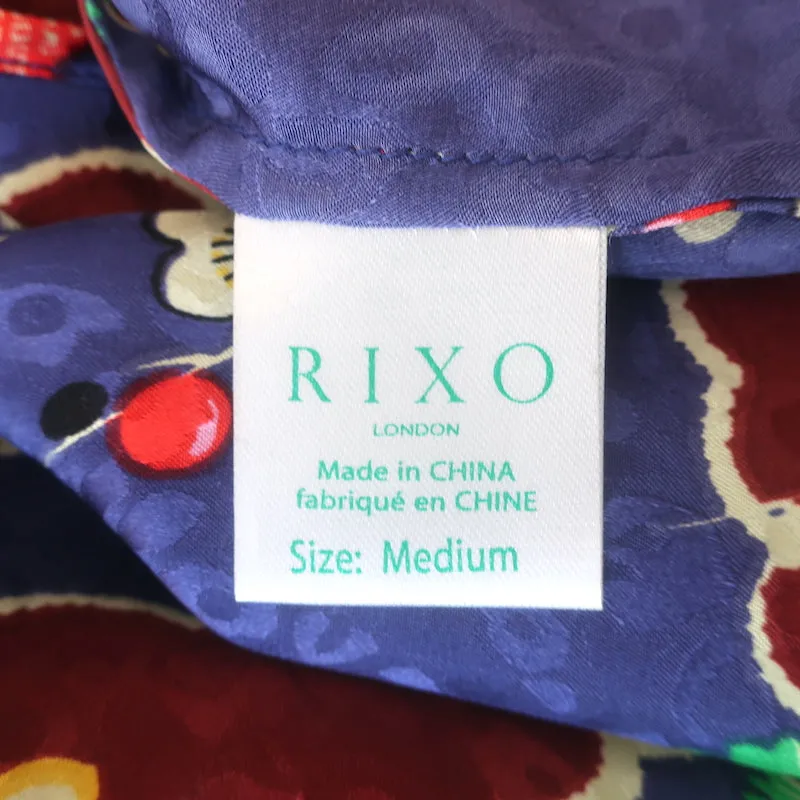 RIXO
LONDON
Made in CHINA
fabriqué en CHINE
Size: Medium